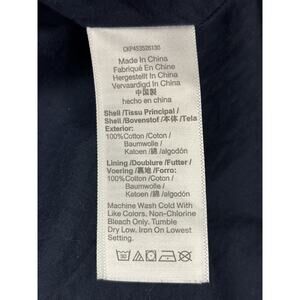 CKP453526130
Made In China
Fabriqué En China
Hergestellt In China
Vervaardigd In China
中国製
hecho en china
Shell /Tissu Principal /
Shell /Bovenstof /本体 /Tela
Exterior:
100%Cotton /Coton /
Baumwolle /
Katoen /綿 /algodón
Lining /Doublure /Futter /
Voering /裏地 /Forro:
100%Cotton /Coton /
Baumwolle /
Katoen /綿 /algodón
Machine Wash Cold With
Like Colors. Non-Chlorine
Bleach Only. Tumble
Dry Low. Iron On Lowest
Setting.
30